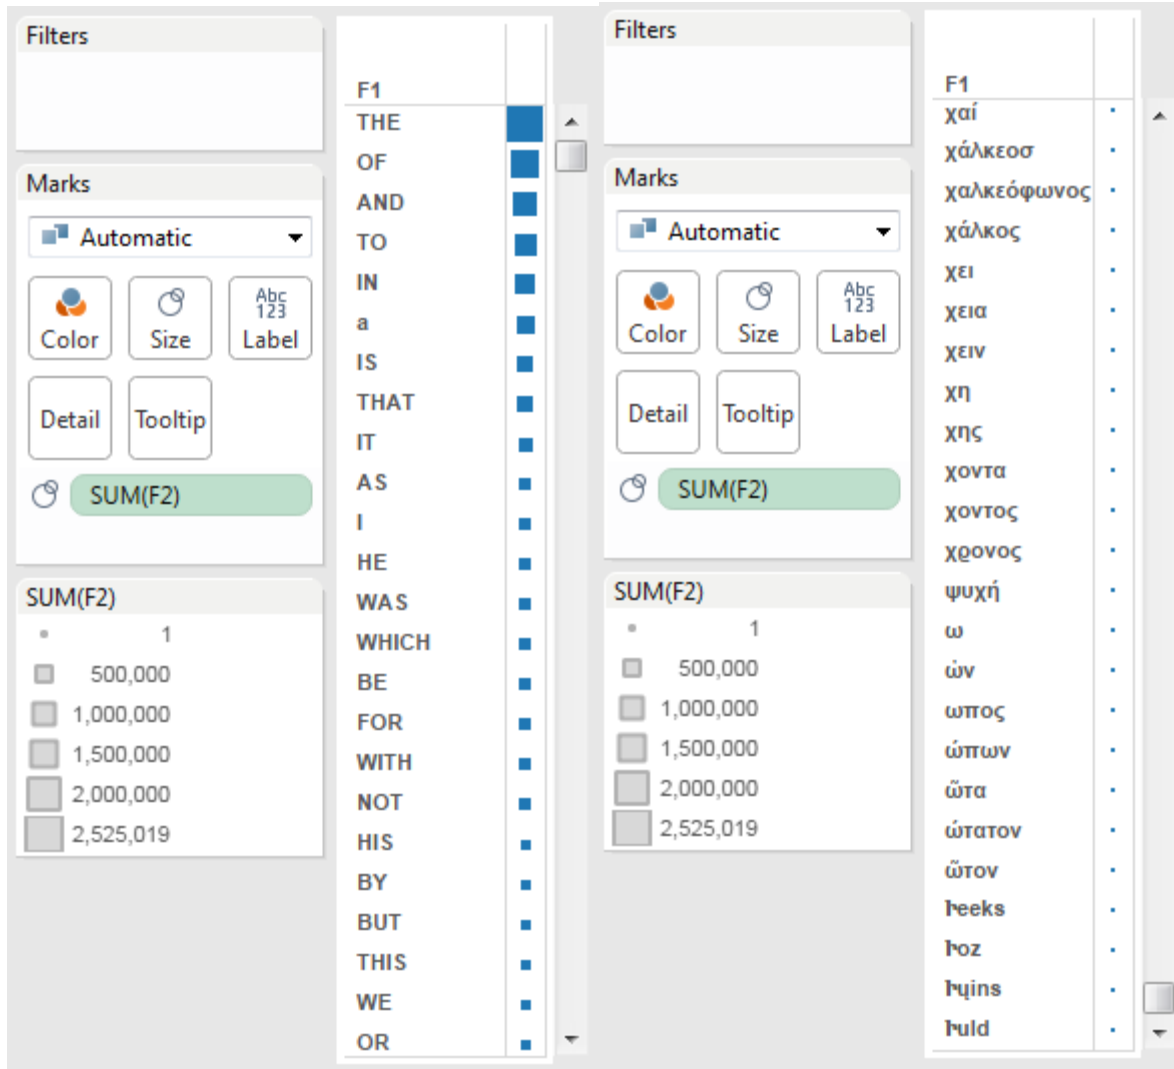 Filters
Marks
Automatic
Color
Size
Abc
123
Label
Detail
Tooltip
SUM(F2)
SUM(F2)
1
500,000
1,000,000
1,500,000
2,000,000
2,525,019
F1
THE
OF
AND
TO
IN
a
IS
THAT
IT
AS
I
HE
WAS
WHICH
BE
FOR
WITH
NOT
HIS
BY
BUT
THIS
WE
OR
Filters
Marks
Automatic
Color
Size
Abc
123
Label
Detail
Tooltip
SUM(F2)
SUM(F2)
1
500,000
1,000,000
1,500,000
2,000,000
2,525,019
F1
χαί
χάλκεοσ
χαλκεόφωνος
χάλκος
χει
χεια
χειν
χη
χης
χοντα
χοντος
χϱονος
ψυχή
ω
ὠν
ωπος
ώπων
ῶτα
ώτατον
ῶτον
Իeeks
Իoz
Իųins
Իuld